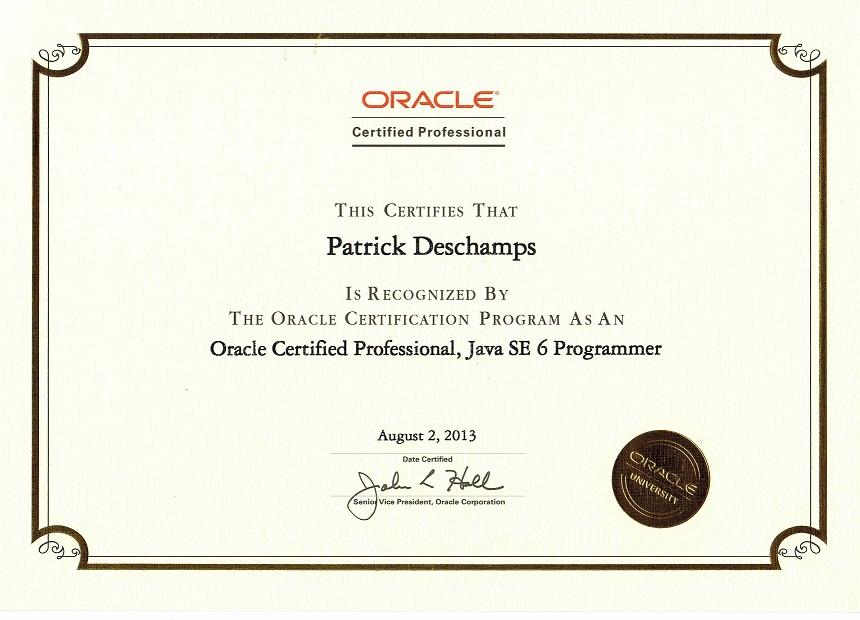 ORACLE®
Certified Professional
THIS CERTIFIES THAT
Patrick Deschamps
IS RECOGNIZED BY
THE ORACLE CERTIFICATION PROGRAM AS AN
Oracle Certified Professional, Java SE 6 Programmer
August 2, 2013
Date Certified
John L Hall
Senior Vice President, Oracle Corporation
ORACLE
UNIVERSITY